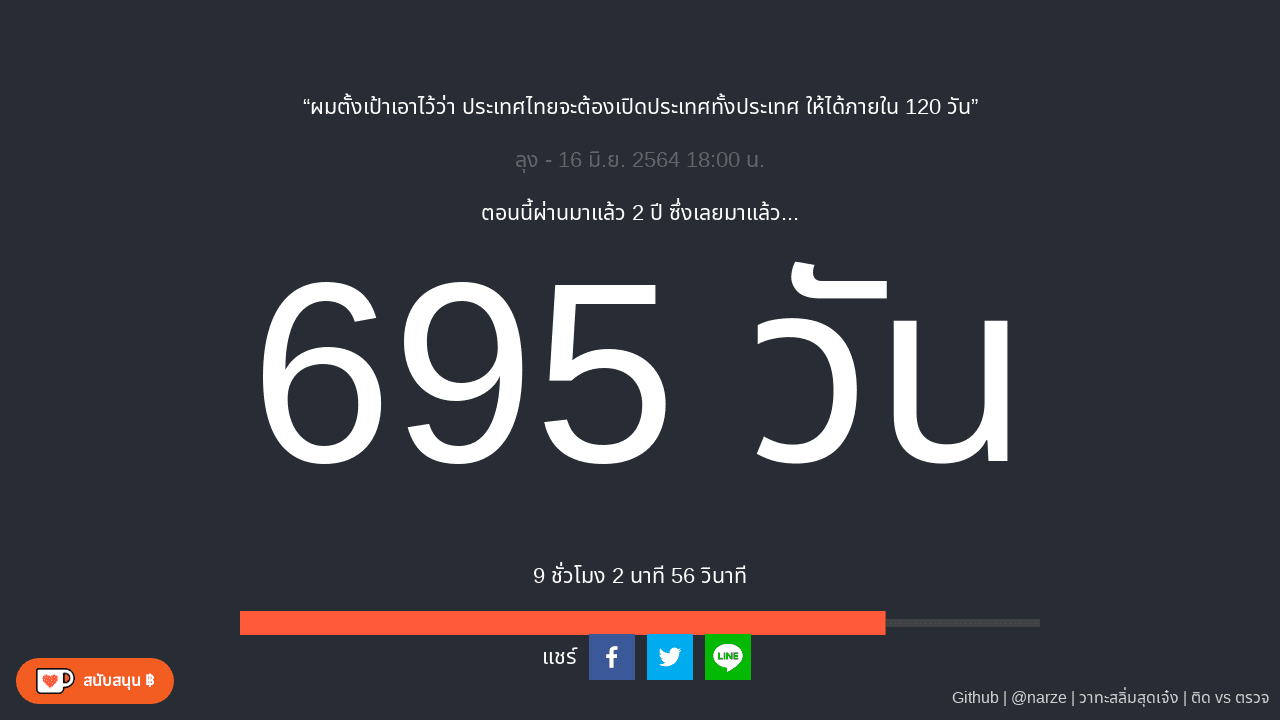 “ผมตั้งเป้าเอาไว้ว่า ประเทศไทยจะต้องเปิดประเทศทั้งประเทศ ให้ได้ภายใน 120 วัน”
ลุง - 16 มิ.ย. 2564 18:00 น.
ตอนนี้ผ่านมาแล้ว 2 ปี ซึ่งเลยมาแล้ว...
695 วัน
9 ชั่วโมง 2 นาที 56 วินาที
แชร์
LINE
สนับสนุน ฿
Github | @narze | วาทะสลิ่มสุดเจ๋ง | ติด vs ตรวจ